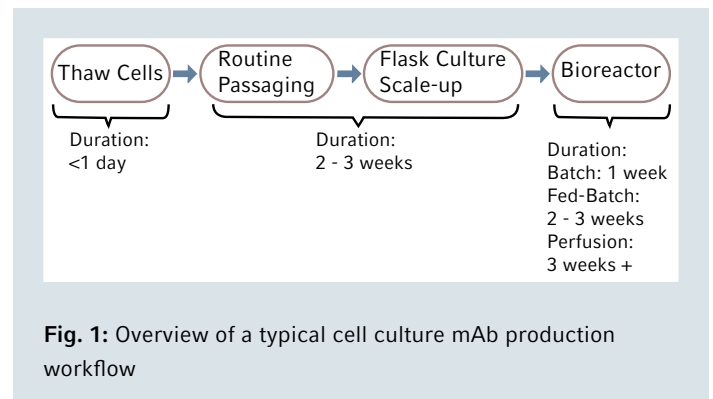 Thaw Cells
Routine
Passaging
Flask Culture
Scale-up
Bioreactor
Duration:
<1 day
Duration:
2 - 3 weeks
Duration:
Batch: 1 week
Fed-Batch:
2 - 3 weeks
Perfusion:
3 weeks +
Fig. 1: Overview of a typical cell culture mAb production
workflow